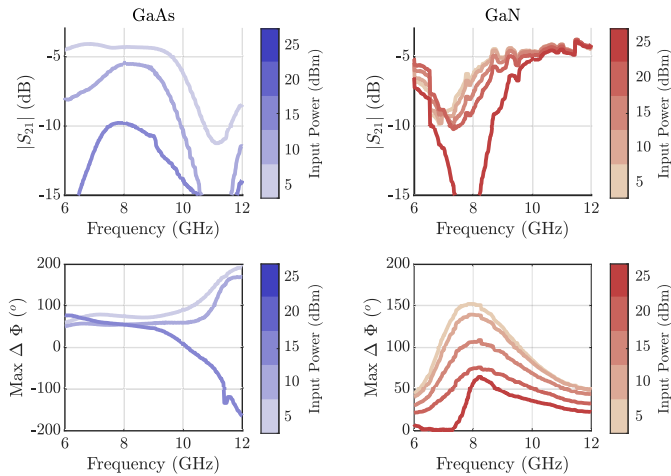 GaAs
GaN
|S21| (dB)
-5
-10
-15
6 8 10 12
Frequency (GHz)
25
20
15
10
5
Input Power (dBm)
|S21| (dB)
-5
-10
-15
6 8 10 12
Frequency (GHz)
25
20
15
10
5
Input Power (dBm)
Max Δ Φ (°)
200
100
0
-100
-200
6 8 10 12
Frequency (GHz)
25
20
15
10
5
Input Power (dBm)
Max Δ Φ (°)
200
150
100
50
0
6 8 10 12
Frequency (GHz)
25
20
15
10
5
Input Power (dBm)